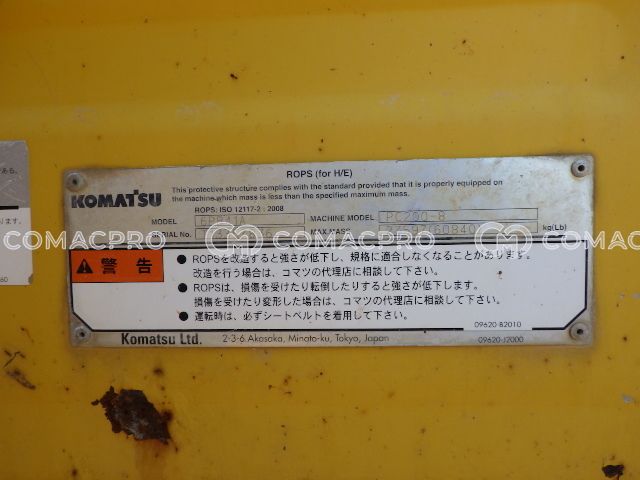 ROPS (for H/E)
KOMATSU
This protective structure complies with the standard provided that it is properly equipped on
the machine,which mass is less than the specified maximum mass.
ROPS: ISO 12117-2 : 2008
MODEL
MACHINE MODEL PC200-8
SERIAL No.
MAX.MASS
kg(Lb)
COMACPRO COMACPRO COMACPRO
警告
● ROPSを改造すると強さが低下し、規格に適合しなくなることがあります。
改造を行う場合は、コマツの代理店に相談して下さい。
● ROPSは、損傷を受けたり転倒したりすると強さが低下します。
損傷を受けたり変形した場合は、コマツの代理店に相談して下さい。
● 運転時は、必ずシートベルトを着用して下さい。
09620-B2010
Komatsu Ltd. 2-3-6.Akasaka, Minato-ku, Tokyo, Japan 09620-J2000